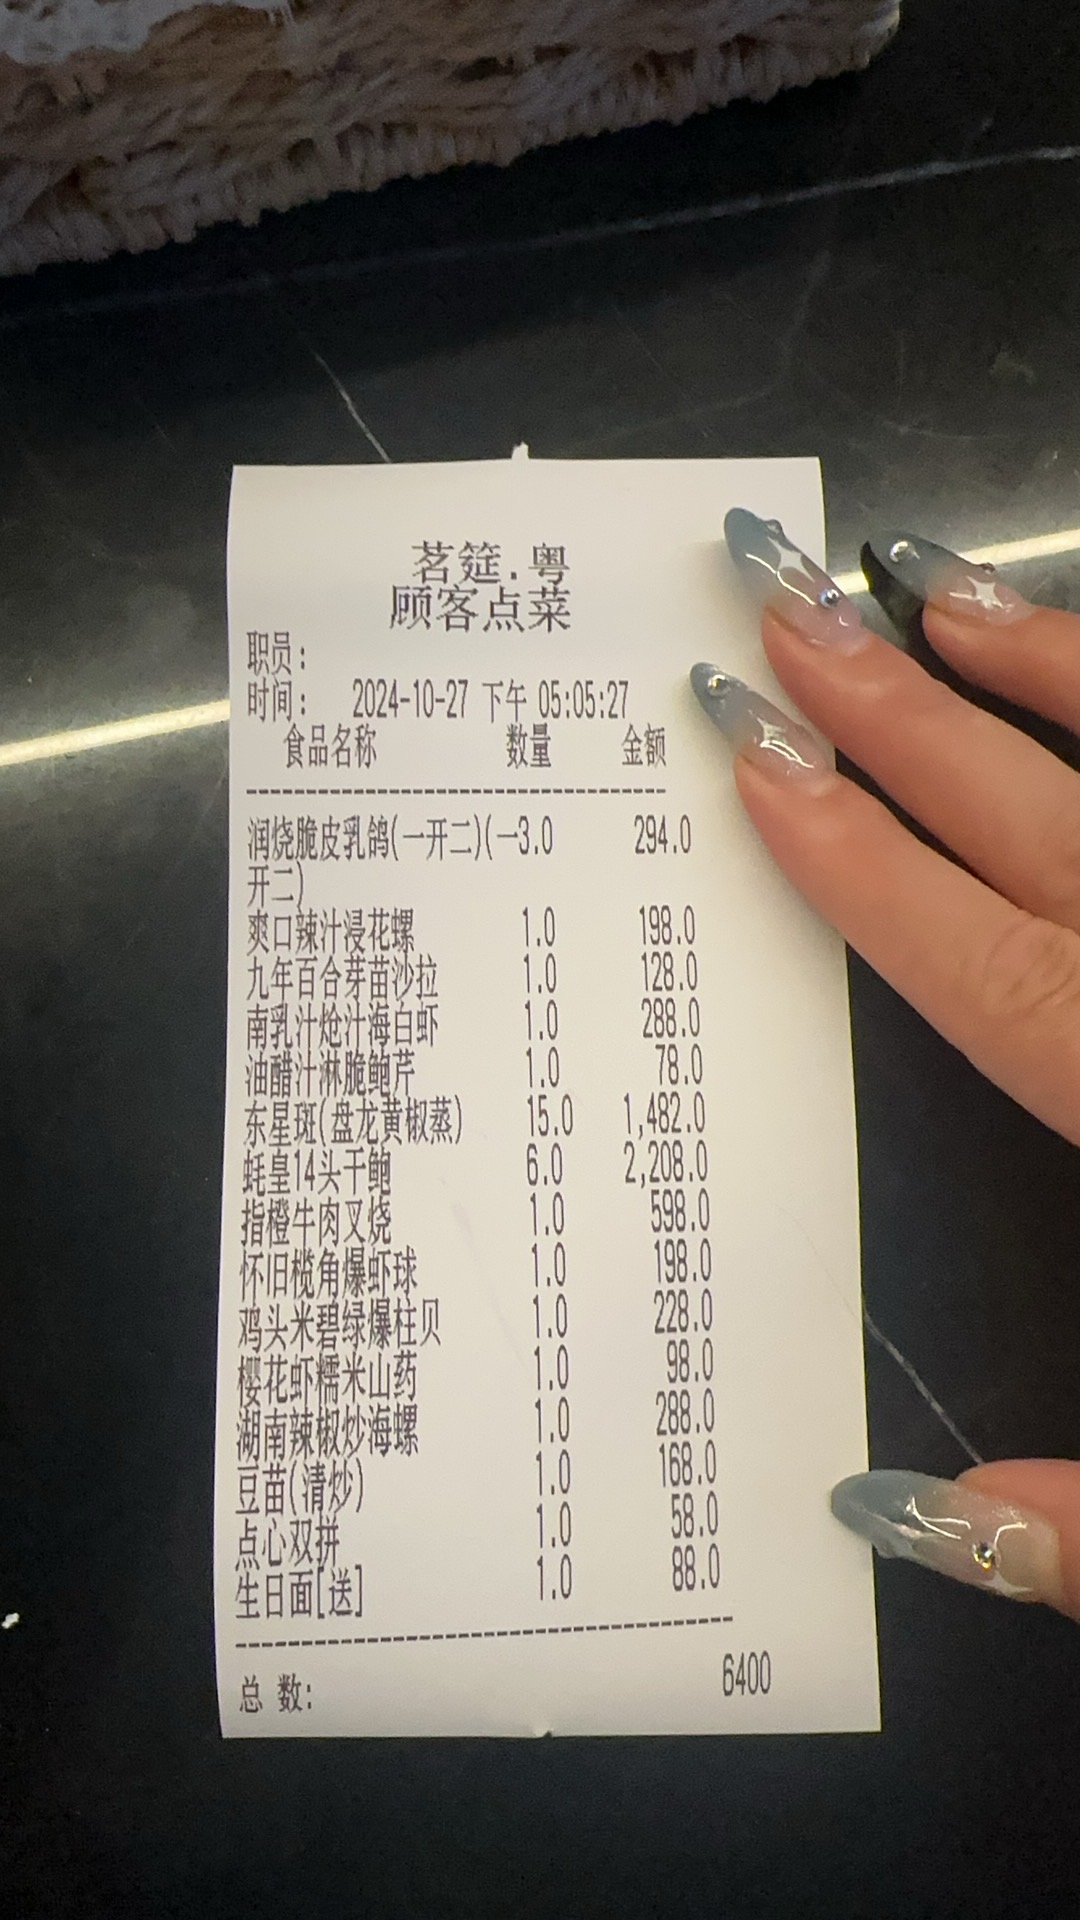 茗筵.粤
顾客点菜
职员:
时间: 2024-10-27 下午 05:05:27
食品名称 数量 金额
润烧脆皮乳鸽(一开二)(一3.0 294.0
开二)
爽口辣汁浸花螺 1.0 198.0
九年百合芽苗沙拉 1.0 128.0
南乳汁炝汁海白虾 1.0 288.0
油醋汁淋脆鲍芹 1.0 78.0
东星斑(盘龙黄椒蒸) 15.0 1,482.0
蚝皇14头干鲍 6.0 2,208.0
指橙牛肉叉烧 1.0 598.0
怀旧榄角爆虾球 1.0 198.0
鸡头米碧绿爆柱贝 1.0 228.0
樱花虾糯米山药 1.0 98.0
湖南辣椒炒海螺 1.0 288.0
豆苗(清炒) 1.0 168.0
点心双拼 1.0 58.0
生日面[送] 1.0 88.0
总 数: 6400